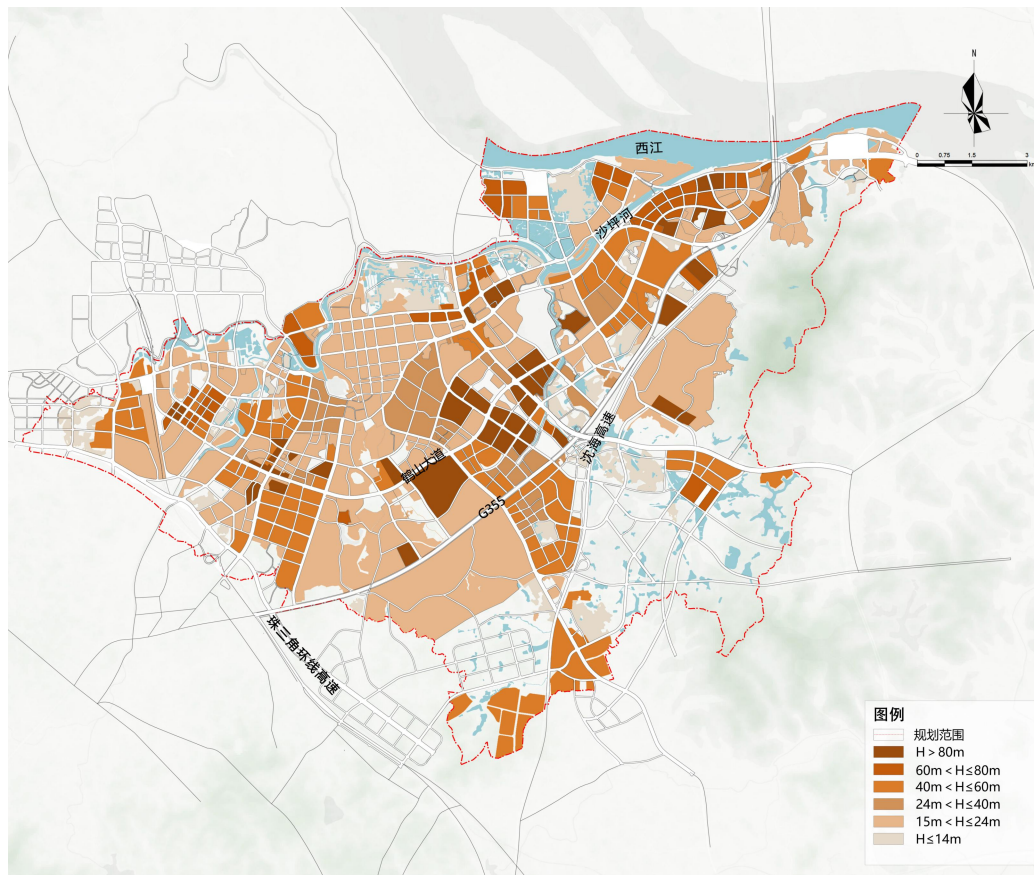 N
0 0.75 1.5 3
km
西江
沙坪河
沈海高速
鹤山大道
G355
珠三角环线高速
图例
规划范围
H＞80m
60m＜H≤80m
40m＜H≤60m
24m＜H≤40m
15m＜H≤24m
H≤14m